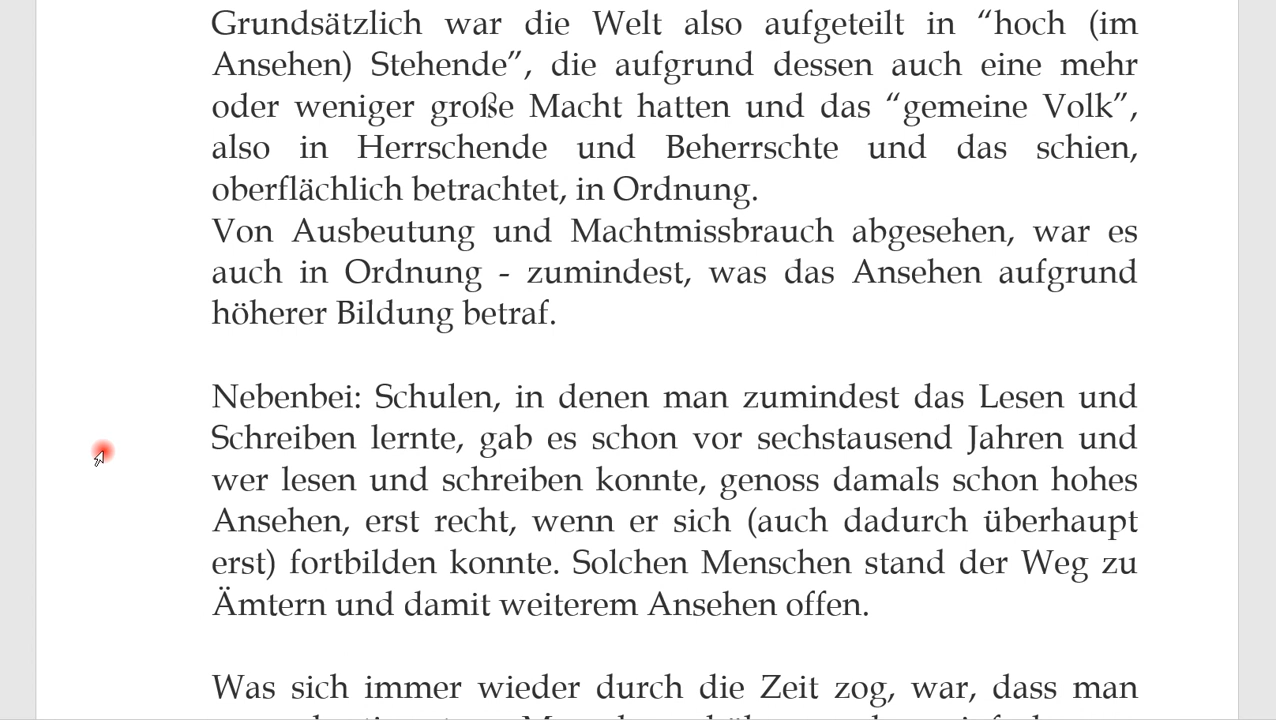 Grundsätzlich war die Welt also aufgeteilt in “hoch (im
Ansehen) Stehende”, die aufgrund dessen auch eine mehr
oder weniger große Macht hatten und das “gemeine Volk”,
also in Herrschende und Beherrschte und das schien,
oberflächlich betrachtet, in Ordnung.
Von Ausbeutung und Machtmissbrauch abgesehen, war es
auch in Ordnung - zumindest, was das Ansehen aufgrund
höherer Bildung betraf.
Nebenbei: Schulen, in denen man zumindest das Lesen und
Schreiben lernte, gab es schon vor sechstausend Jahren und
wer lesen und schreiben konnte, genoss damals schon hohes
Ansehen, erst recht, wenn er sich (auch dadurch überhaupt
erst) fortbilden konnte. Solchen Menschen stand der Weg zu
Ämtern und damit weiterem Ansehen offen.
Was sich immer wieder durch die Zeit zog, war, dass man